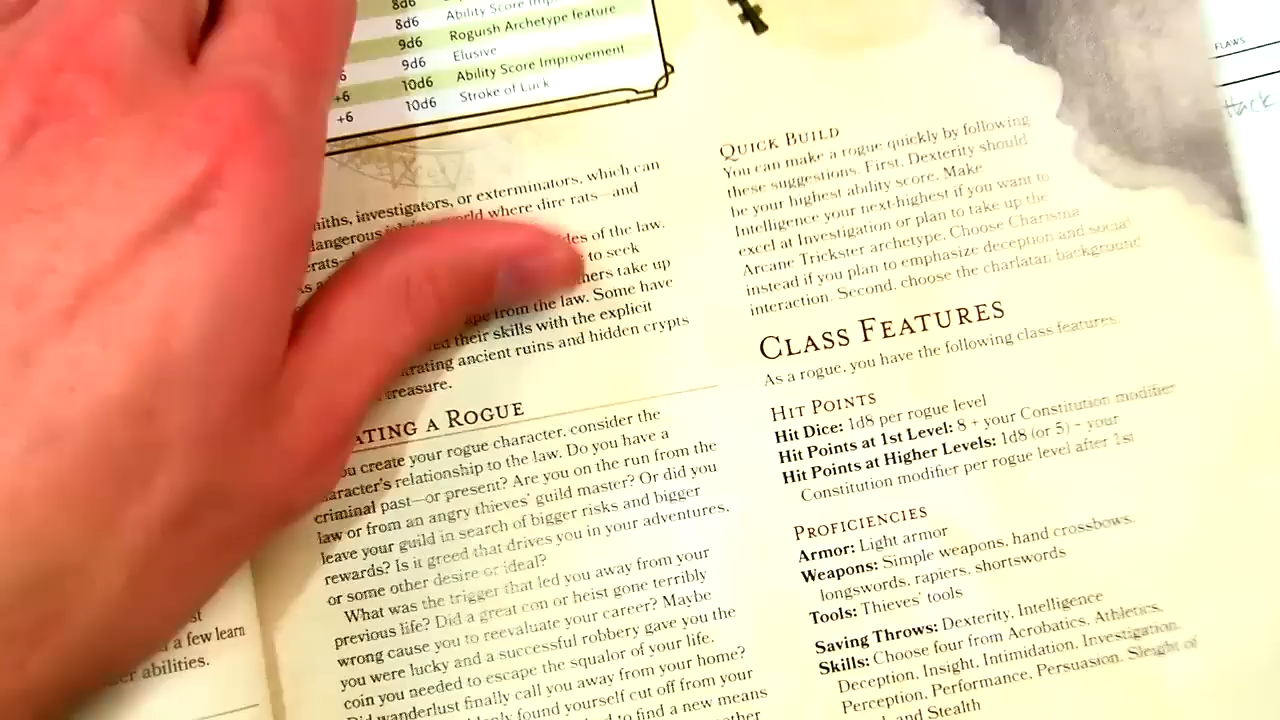 8d6
8d6
9d6 Roguish Archetype feature
9d6 Elusive
+6 10d6 Ability Score Improvement
+6 10d6 Stroke of Luck
investigators, or exterminators, which can
world where dire rats—and
of the law.
to seek
take up
from the law. Some have
their skills with the explicit
ancient ruins and hidden crypts
treasure.
A ROGUE
you create your rogue character, consider the
relationship to the law. Do you have a
criminal past—or present? Are you on the run from the
law or from an angry thieves' guild master? Or did you
leave your guild in search of bigger risks and bigger
rewards? Is it greed that drives you in your adventures,
or some other desire or ideal?
What was the trigger that led you away from your
previous life? Did a great con or heist gone terribly
wrong cause you to reevaluate your career? Maybe
you were lucky and a successful robbery gave you the
coin you needed to escape the squalor of your life.
Did wanderlust finally call you away from your home?
found yourself cut off from your
to find a new means
a few learn
abilities.
QUICK BUILD
You can make a rogue quickly by following
these suggestions. First, Dexterity should
be your highest ability score. Make
Intelligence your next-highest if you want to
excel at Investigation or plan to take up the
Arcane Trickster archetype. Choose Charisma
instead if you plan to emphasize deception and social
interaction. Second, choose the charlatan background
CLASS FEATURES
As a rogue, you have the following class features.
HIT POINTS
Hit Dice: 1d8 per rogue level
Hit Points at 1st Level: 8 + your Constitution modifier
Hit Points at Higher Levels: 1d8 (or 5) + your
Constitution modifier per rogue level after 1st
PROFICIENCIES
Armor: Light armor
Weapons: Simple weapons, hand crossbows,
longswords, rapiers, shortswords
Tools: Thieves' tools
Saving Throws: Dexterity, Intelligence
Skills: Choose four from Acrobatics, Athletics,
Deception, Insight, Intimidation, Investigation,
Perception, Performance, Persuasion, Sleight of
and Stealth
FLAWS